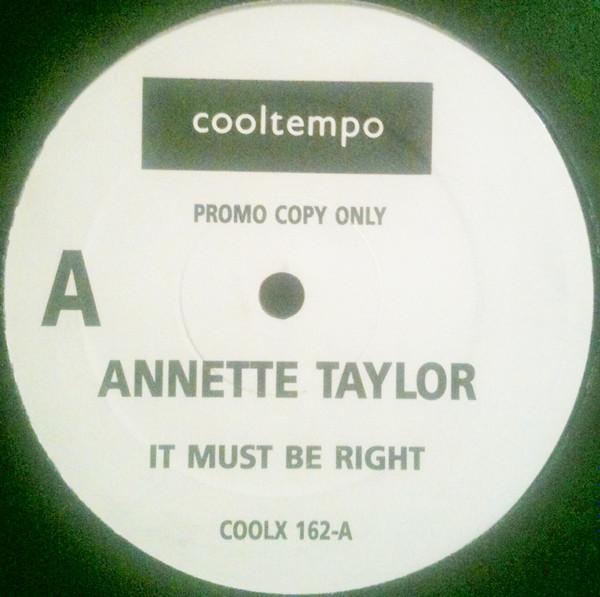 cooltempo
PROMO COPY ONLY
A
ANNETTE TAYLOR
IT MUST BE RIGHT
COOLX 162-A